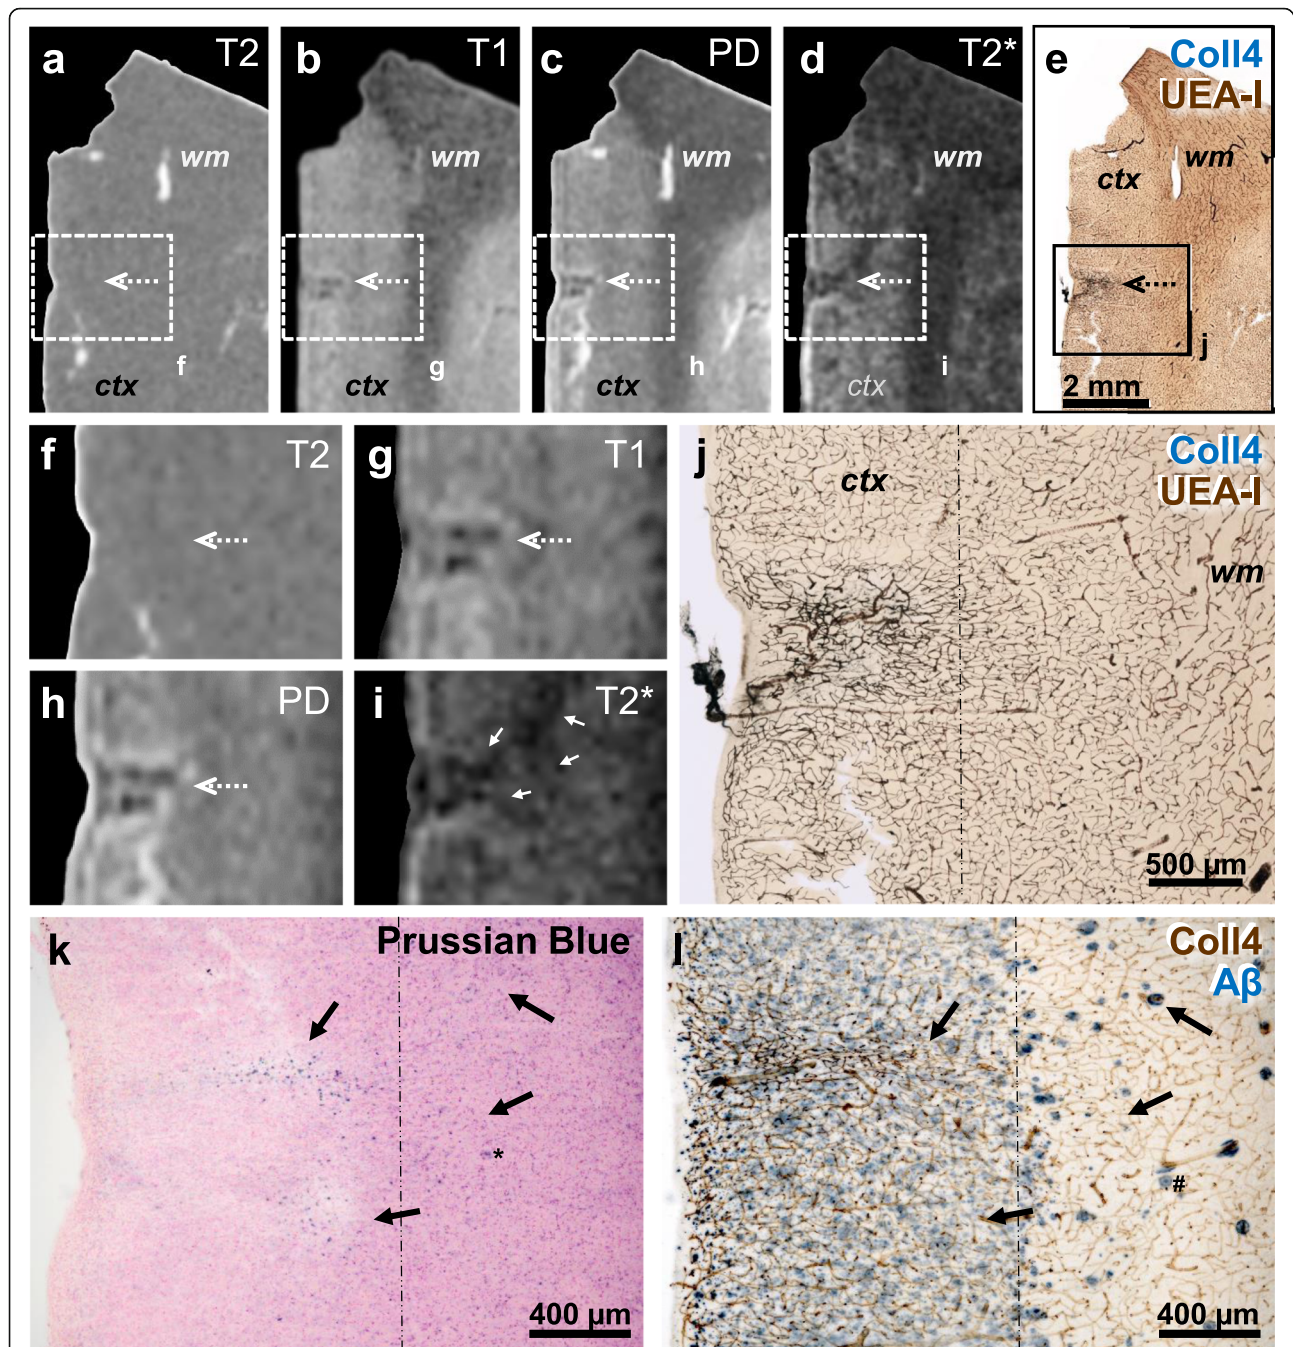 a T2
wm
f
ctx
b T1
wm
g
ctx
c PD
wm
h
ctx
d T2*
wm
i
ctx
e Coll4
UEA-I
wm
ctx
j
2 mm
f T2
g T1
h PD
i T2*
j Coll4
UEA-I
ctx
wm
500 µm
k Prussian Blue
*
400 µm
l Coll4
Aβ
#
400 µm